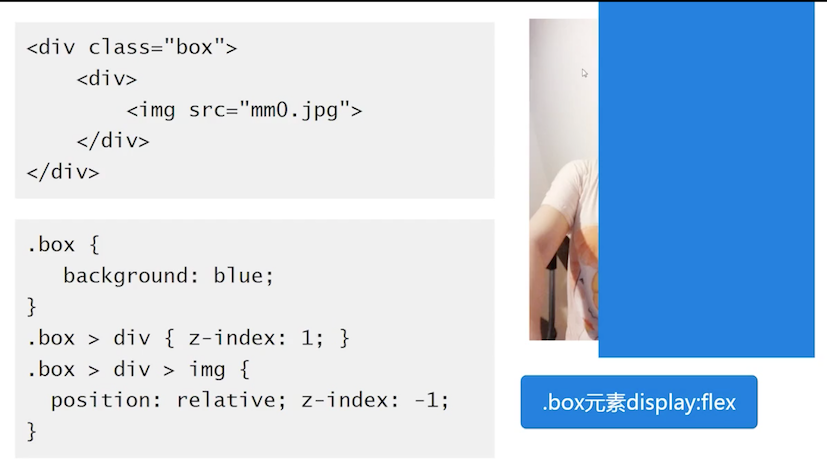 <div class="box">
    <div>
        <img src="mm0.jpg">
    </div>
</div>
.box {
   background: blue;
}
.box > div { z-index: 1; }
.box > div > img {
  position: relative; z-index: -1;
}
.box元素display:flex